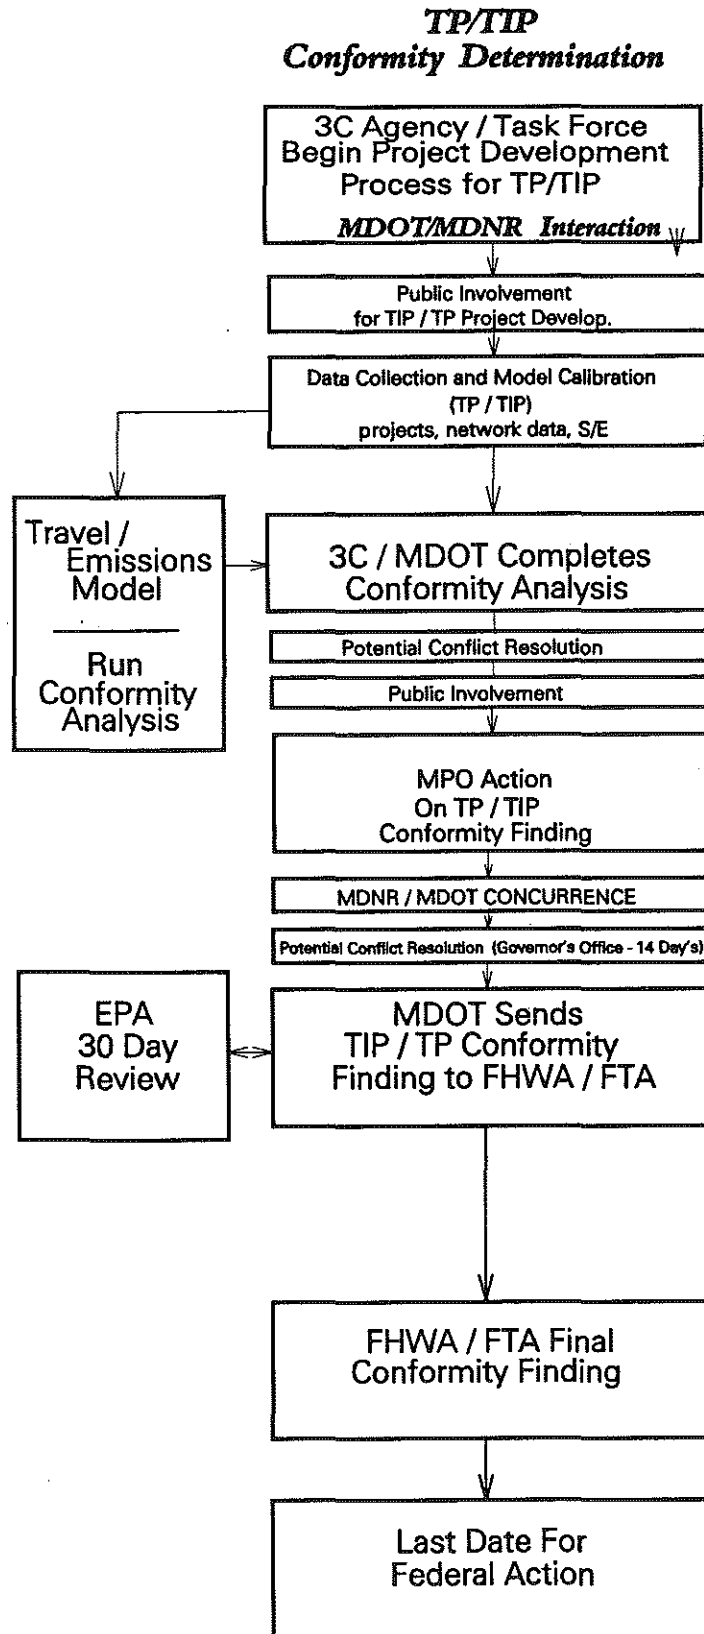 TP/TIP
Conformity Determination
3C Agency / Task Force
Begin Project Development
Process for TP/TIP
MDOT/MDNR Interaction
Public Involvement
for TIP / TP Project Develop.
Data Collection and Model Calibration
(TP / TIP)
projects, network data, S/E
Travel /
Emissions
Model
Run
Conformity
Analysis
3C / MDOT Completes
Conformity Analysis
Potential Conflict Resolution
Public Involvement
MPO Action
On TP / TIP
Conformity Finding
MDNR / MDOT CONCURRENCE
Potential Conflict Resolution (Governor's Office - 14 Day's)
EPA
30 Day
Review
MDOT Sends
TIP / TP Conformity
Finding to FHWA / FTA
FHWA / FTA Final
Conformity Finding
Last Date For
Federal Action